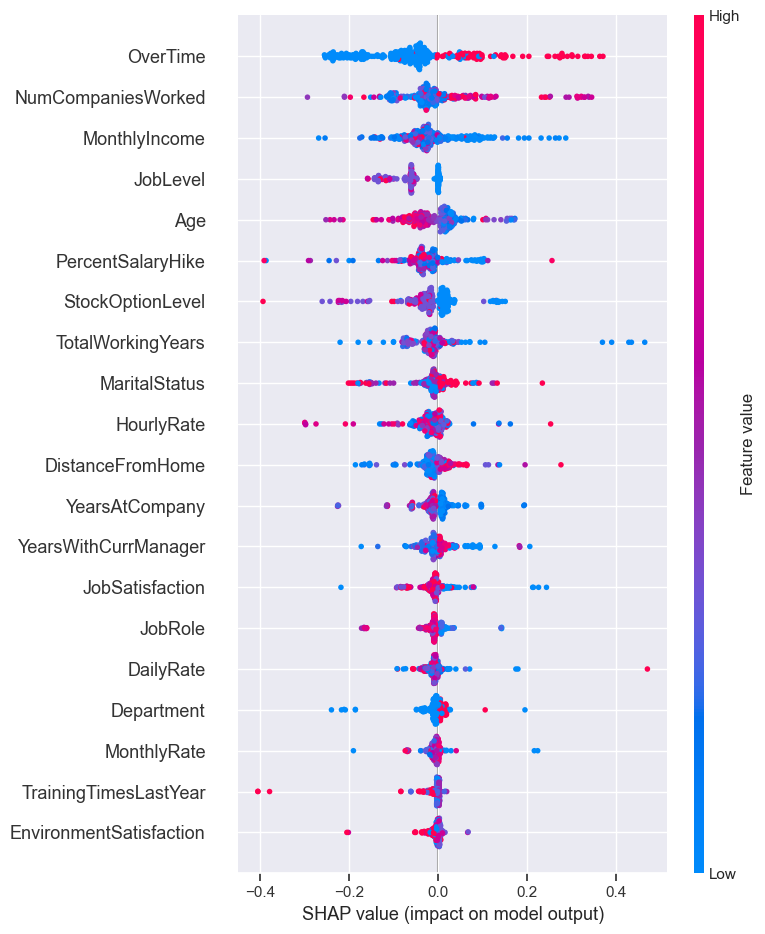 High
OverTime
NumCompaniesWorked
MonthlyIncome
JobLevel
Age
PercentSalaryHike
StockOptionLevel
TotalWorkingYears
MaritalStatus
HourlyRate
DistanceFromHome
YearsAtCompany
YearsWithCurrManager
JobSatisfaction
JobRole
DailyRate
Department
MonthlyRate
TrainingTimesLastYear
EnvironmentSatisfaction
Feature value
Low
−0.4 −0.2 0.0 0.2 0.4
SHAP value (impact on model output)